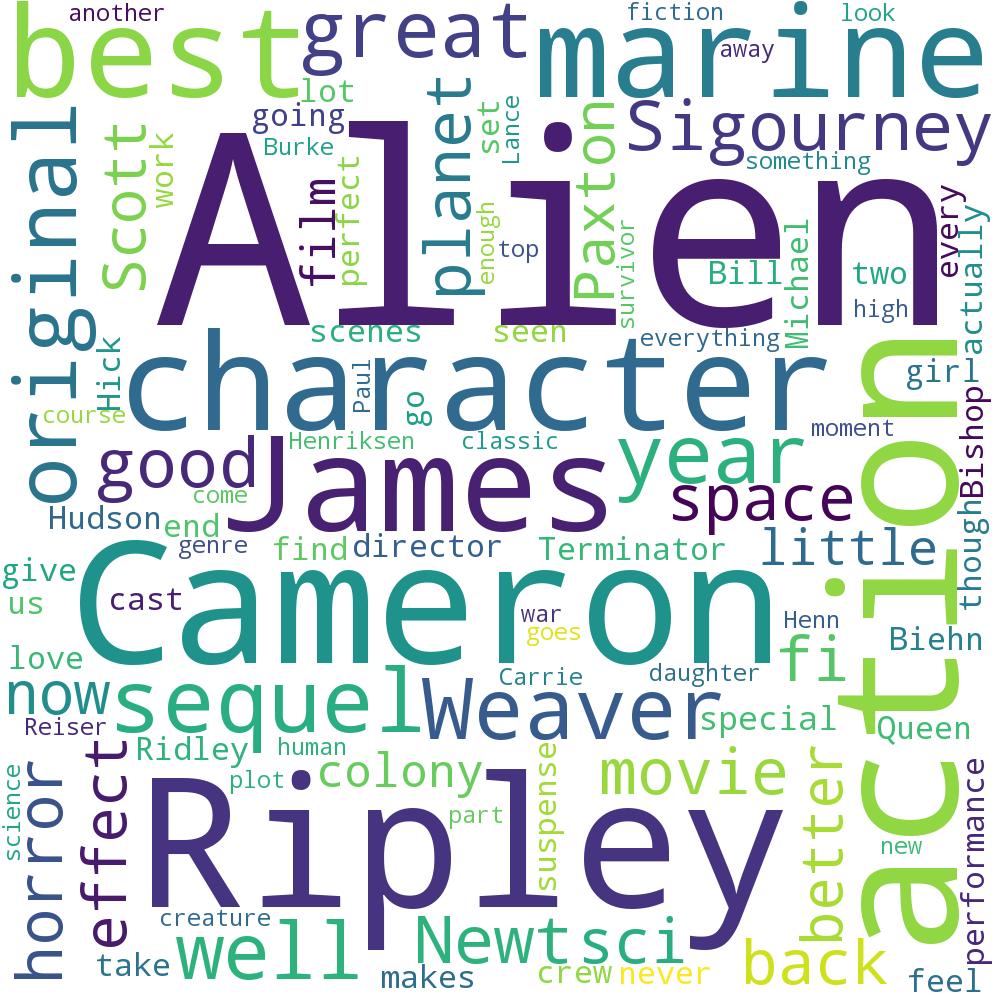 another
best
great
marine
fiction
look
away
lot
going
Burke
original
Scott
work
Alien
film
perfect
planet
set
Lance
enough
top
Paxton
survivor
Sigourney
something
Bill
Michael
two
high
every
actually
scenes
seen
everything
girl
Hick
character
course
Paul
go
moment
Henriksen
classic
good
James
year
space
Bishop
action
come
Hudson
end
genre
find
director
Terminator
little
though
give
us
cast
Cameron
war
goes
Henn
Biehn
fi
love
now
sequel
Carrie
daughter
Weaver
special
Queen
Reiser
Ridley
human
colony
plot
suspense
movie
better
performance
science
horror
effect
Ripley
part
new
creature
well
Newt
sci
take
makes
crew
never
back
feel